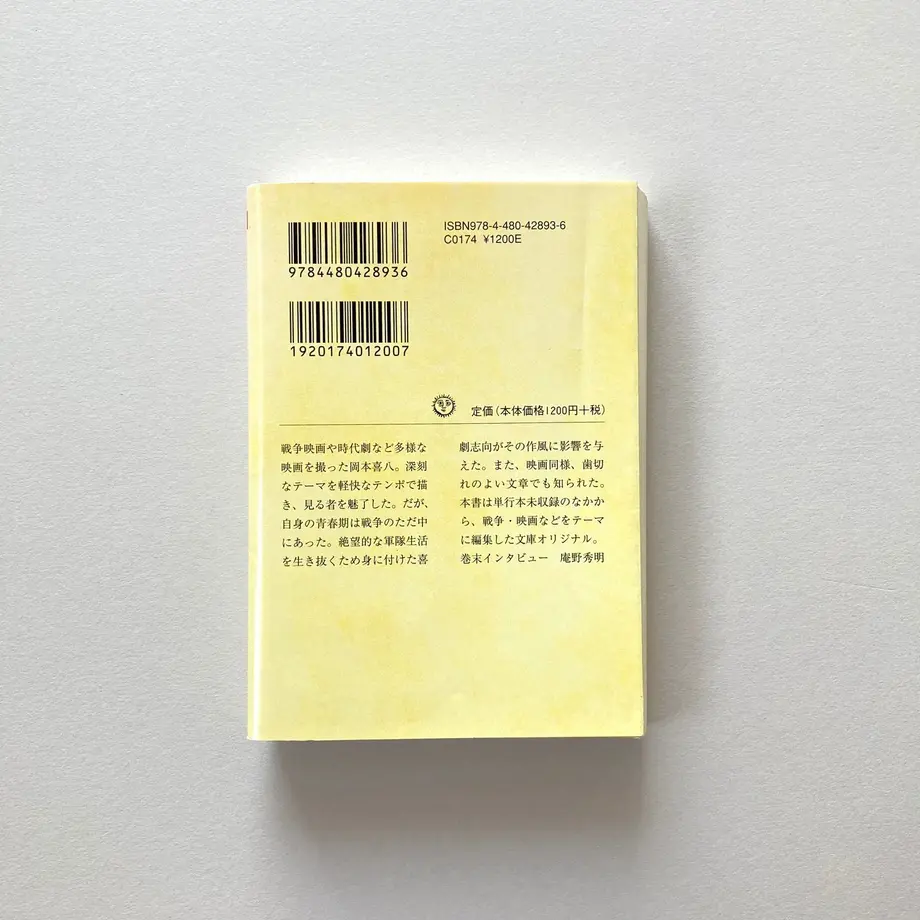 ISBN978-4-480-42893-6
C0174 ¥1200E
9784480428936
1920174012007
定価(本体価格1200円+税)
戦争映画や時代劇など多様な
映画を撮った岡本喜八。深刻
なテーマを軽快なテンポで描
き、見る者を魅了した。だが、
自身の青春期は戦争のただ中
にあった。絶望的な軍隊生活
を生き抜くため身に付けた喜
劇志向がその作風に影響を与
えた。また、映画同様、歯切
れのよい文章でも知られた。
本書は単行本未収録のなかか
ら、戦争・映画などをテーマ
に編集した文庫オリジナル。
巻末インタビュー　庵野秀明